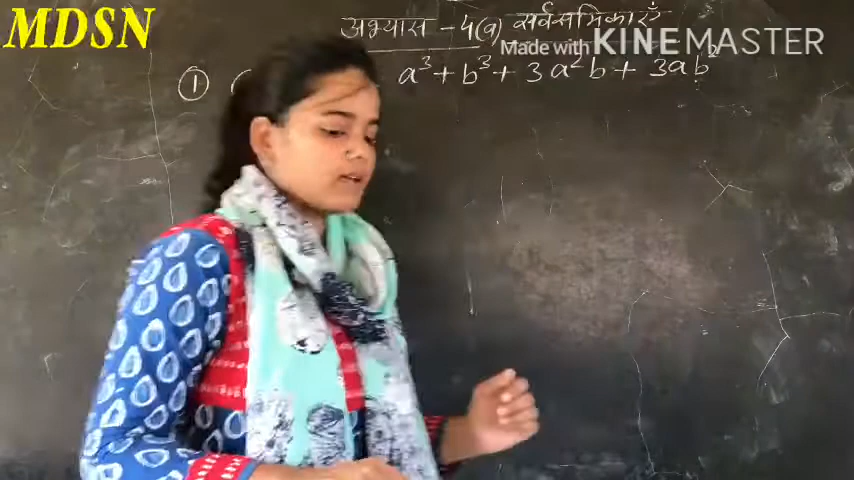 MDSN
अभ्यास - 4(a) सर्वसमिकाएँ
Made with KINEMASTER
① ( a³ + b³ + 3a²b + 3ab²